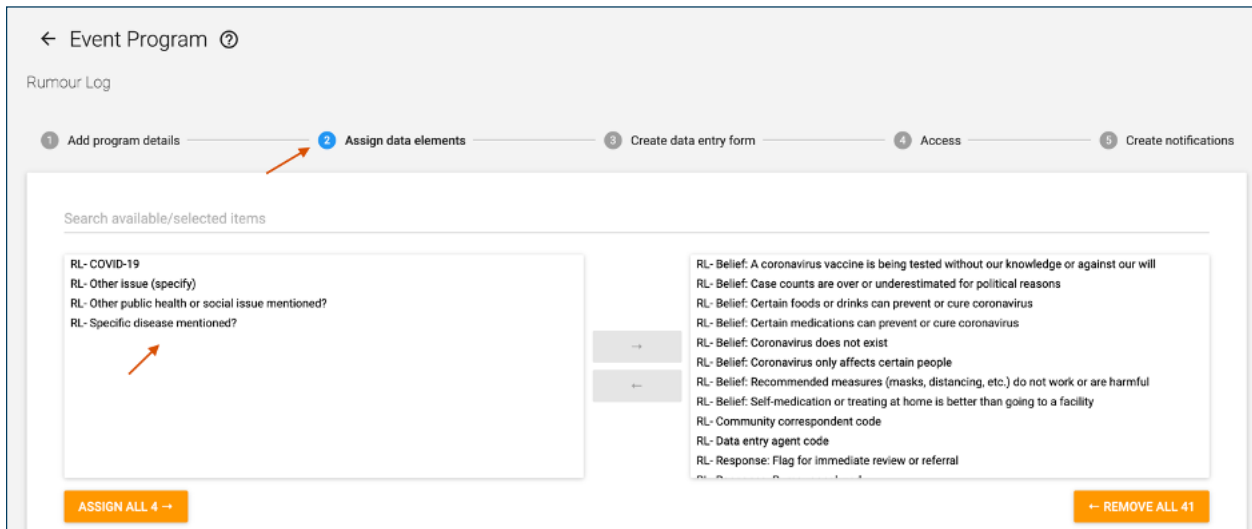 ← Event Program ?
Rumour Log
1 Add program details 2 Assign data elements 3 Create data entry form 4 Access 5 Create notifications
Search available/selected items
RL- COVID-19
RL- Other issue (specify)
RL- Other public health or social issue mentioned?
RL- Specific disease mentioned?
→
←
RL- Belief: A coronavirus vaccine is being tested without our knowledge or against our will
RL- Belief: Case counts are over or underestimated for political reasons
RL- Belief: Certain foods or drinks can prevent or cure coronavirus
RL- Belief: Certain medications can prevent or cure coronavirus
RL- Belief: Coronavirus does not exist
RL- Belief: Coronavirus only affects certain people
RL- Belief: Recommended measures (masks, distancing, etc.) do not work or are harmful
RL- Belief: Self-medication or treating at home is better than going to a facility
RL- Community correspondent code
RL- Data entry agent code
RL- Response: Flag for immediate review or referral
ASSIGN ALL 4 →
← REMOVE ALL 41